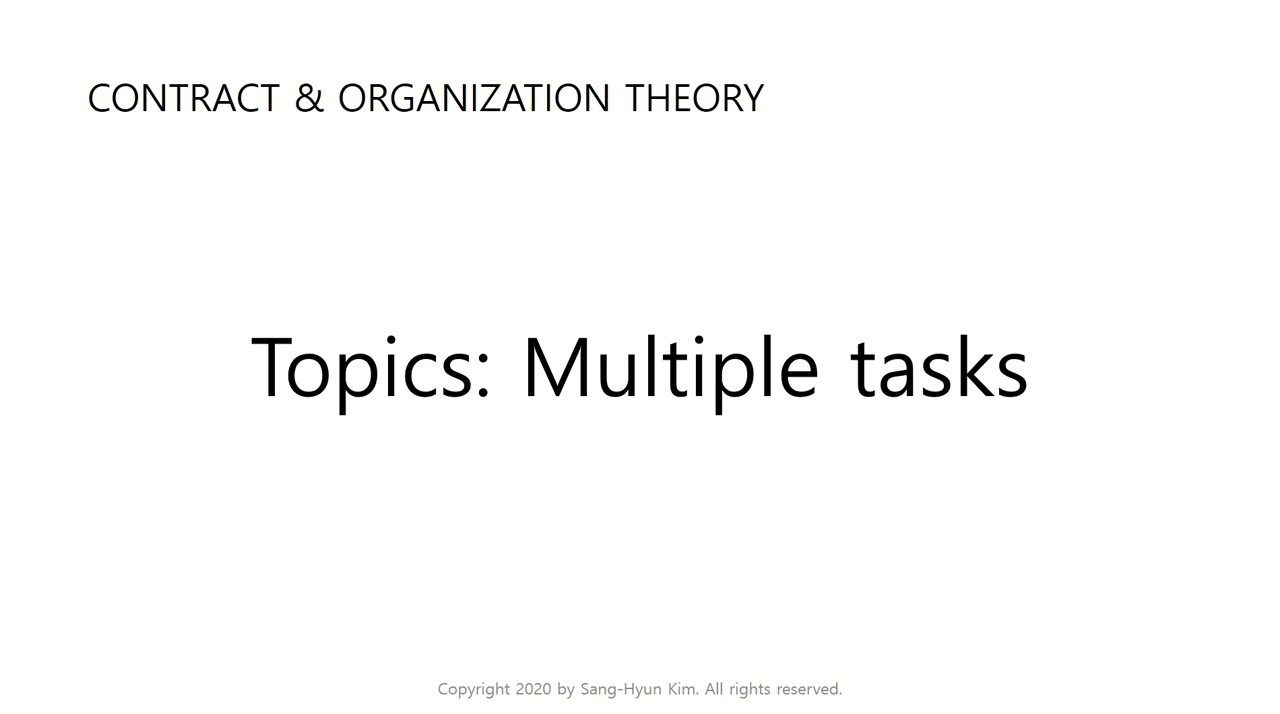 CONTRACT & ORGANIZATION THEORY
Topics: Multiple tasks
Copyright 2020 by Sang-Hyun Kim. All rights reserved.